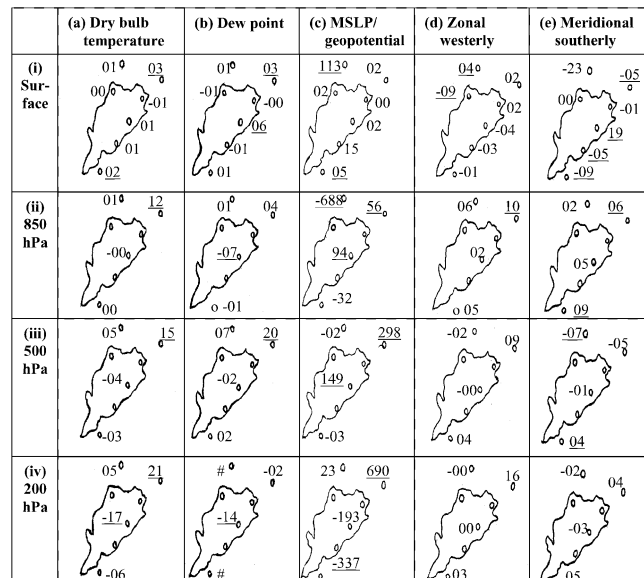 (a) Dry bulb temperature (b) Dew point (c) MSLP/ geopotential (d) Zonal westerly (e) Meridional southerly
(i) Sur- face
01 03 01 03 113 02 04 02 -23 -05
00 -01 -01 -00 02 00 -09 02 00 -01
01 06 02 -04 19
01 -01 15 -03 -05
02 01 05 -01 -09
(ii) 850 hPa
01 12 01 04 -688 56 06 10 02 06
-00 -07 94 02 05
00 -01 -32 05 09
(iii) 500 hPa
05 15 07 20 -02 298 -02 09 -07 -05
-04 -02 149 -00 -01
-03 02 -03 04 04
(iv) 200 hPa
05 21 # -02 23 690 -00 16 -02 04
-17 -14 -193 00 -03
-06 # -337 03 05